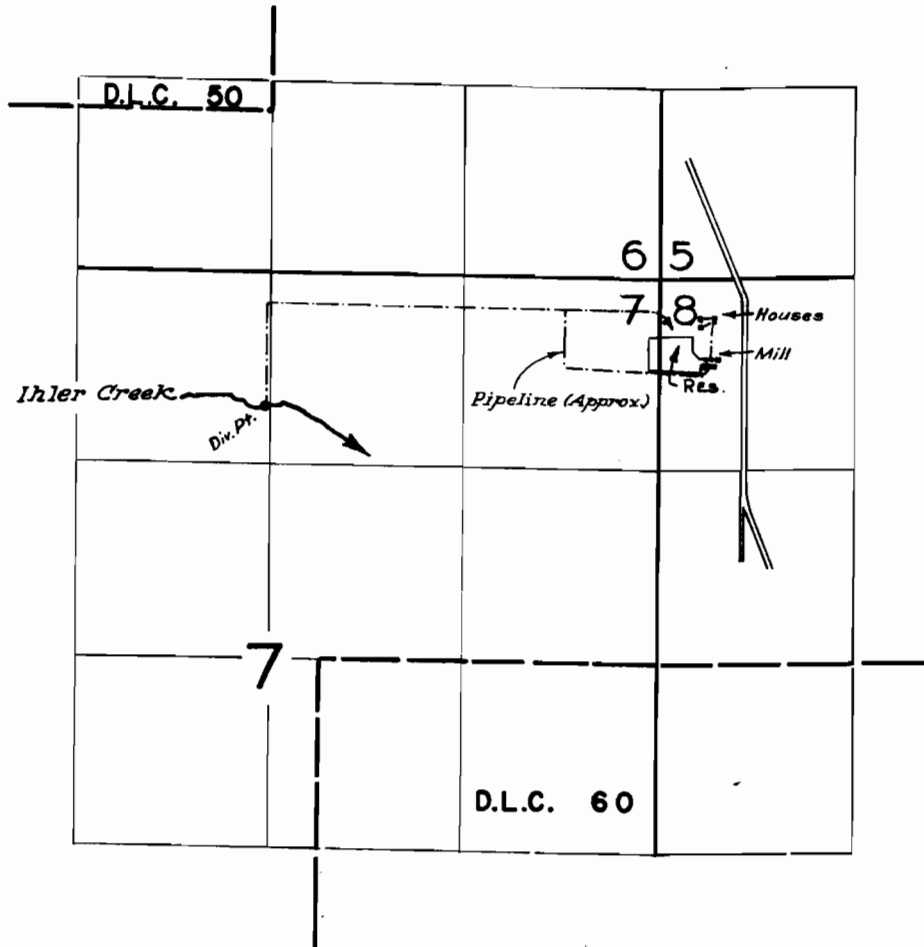 D.L.C. 50
6 5
7 8
Houses
Mill
Res.
Pipeline (Approx.)
Ihler Creek
Div. Pt.
7
D.L.C. 60